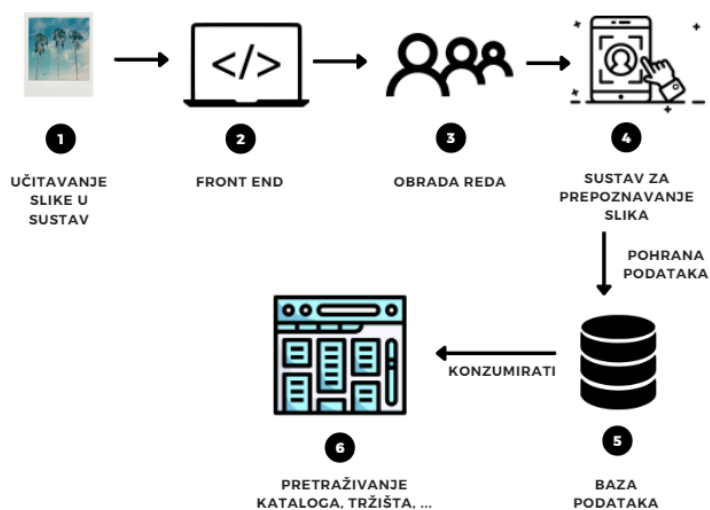 </>
1
2
3
4
UČITAVANJE
SLIKE U
SUSTAV
FRONT END
OBRADA REDA
SUSTAV ZA
PREPOZNAVANJE
SLIKA
POHRANA
PODATAKA
KONZUMIRATI
6
5
PRETRAŽIVANJE
KATALOGA, TRŽIŠTA, ...
BAZA
PODATAKA